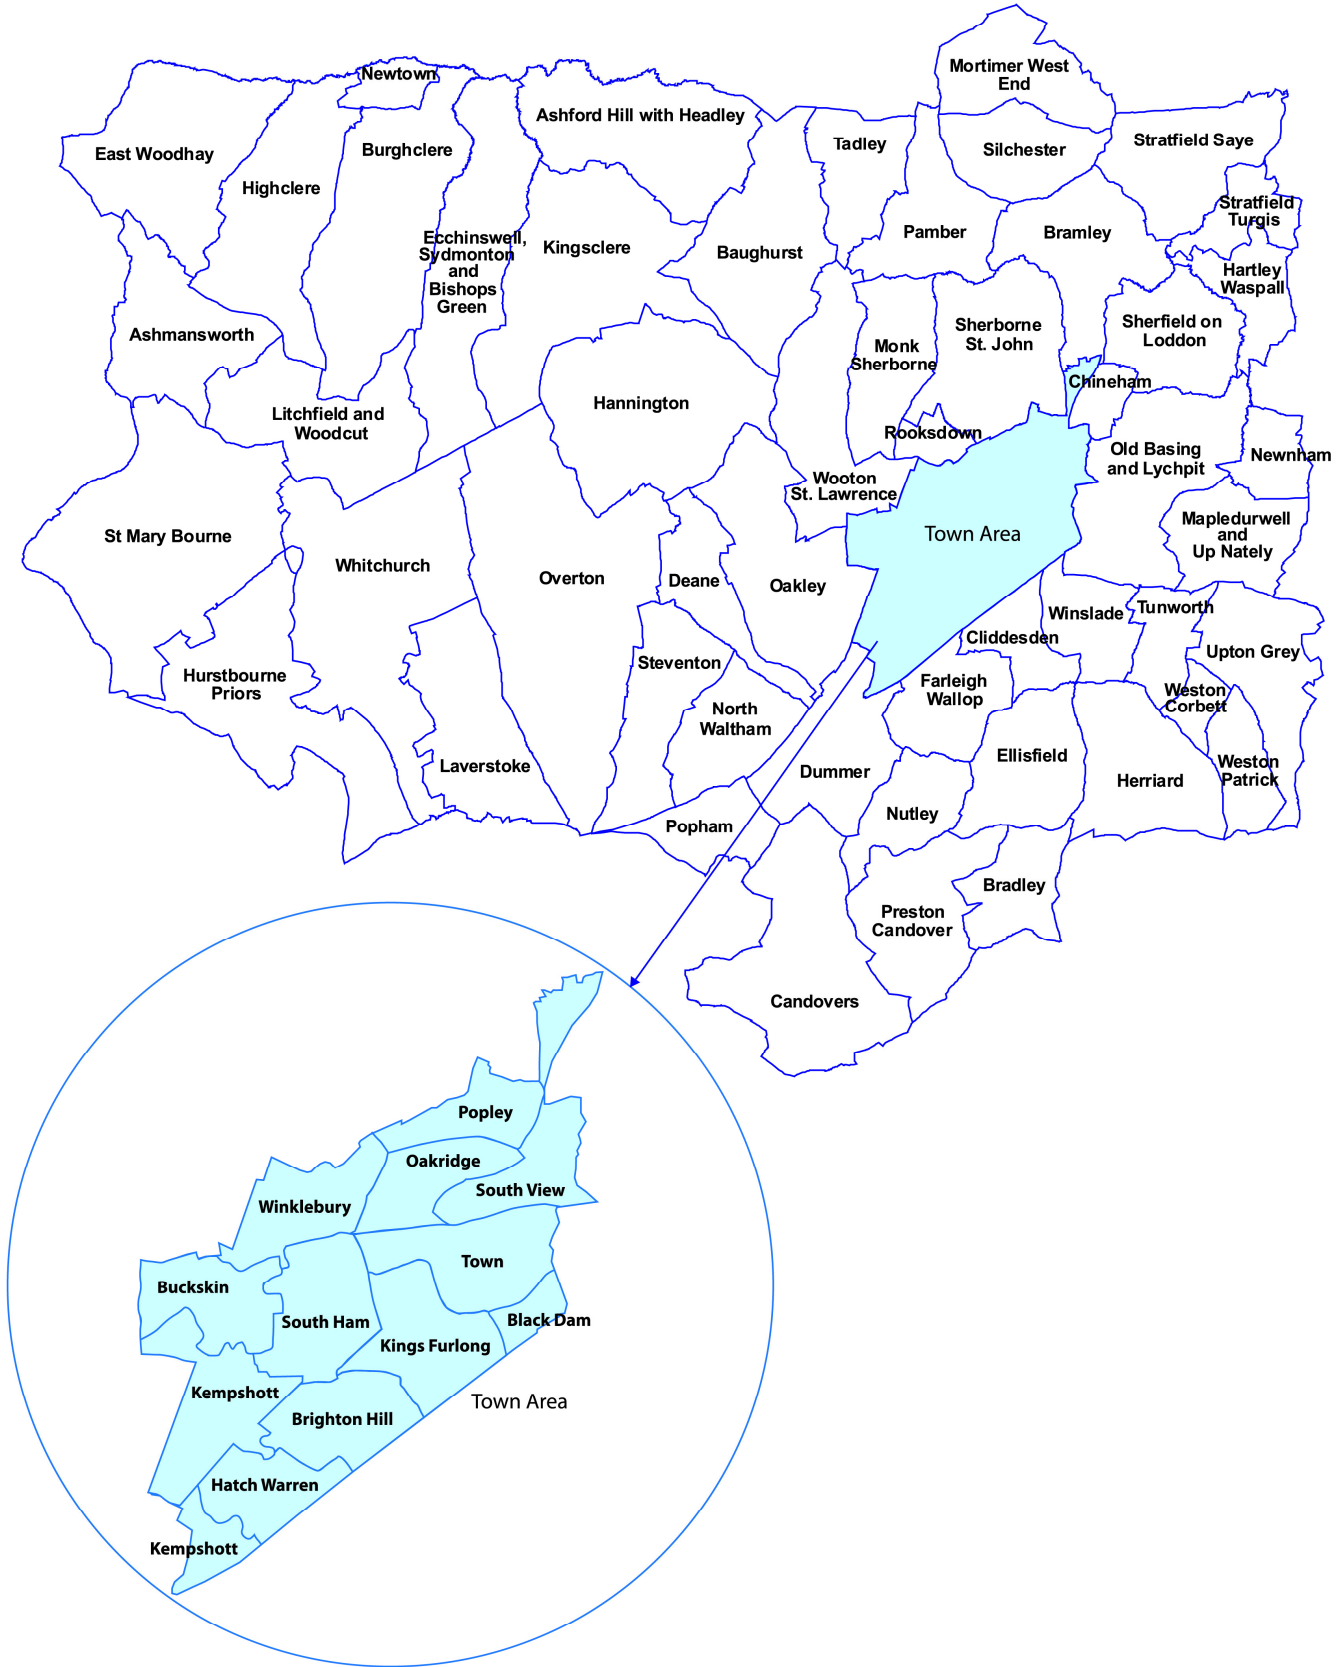 Mortimer West
End
Newtown
Ashford Hill with Headley
Tadley
Silchester
Stratfield Saye
East Woodhay
Burghclere
Highclere
Stratfield
Turgis
Ecchinswell,
Sydmonton
and
Bishops
Green
Kingsclere
Baughurst
Pamber
Bramley
Hartley
Waspall
Ashmansworth
Monk
Sherborne
Sherborne
St. John
Sherfield on
Loddon
Chineham
Litchfield and
Woodcut
Hannington
Rooksdown
Old Basing
and Lychpit
Newnham
Wooton
St. Lawrence
St Mary Bourne
Whitchurch
Overton
Deane
Oakley
Town Area
Mapledurwell
and
Up Nately
Winslade
Tunworth
Cliddesden
Upton Grey
Hurstbourne
Priors
Steventon
Farleigh
Wallop
Weston
Corbett
North
Waltham
Laverstoke
Dummer
Ellisfield
Herriard
Weston
Patrick
Popham
Nutley
Bradley
Preston
Candover
Candovers
Popley
Oakridge
South View
Winklebury
Town
Buckskin
South Ham
Black Dam
Kings Furlong
Kempshott
Town Area
Brighton Hill
Hatch Warren
Kempshott